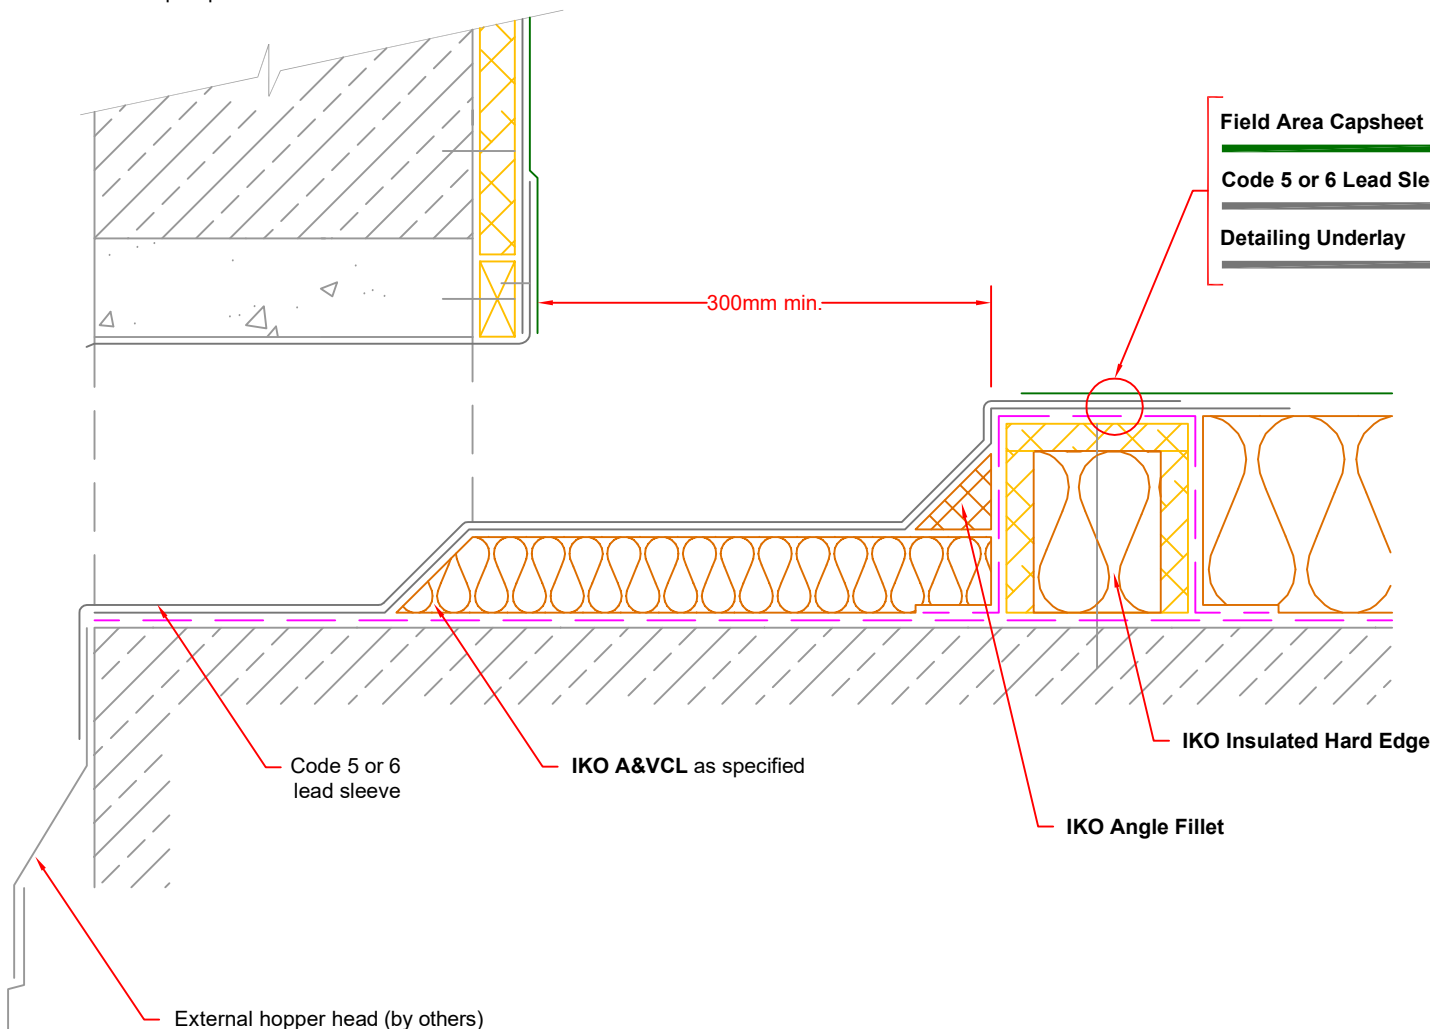 Field Area Capsheet
Code 5 or 6 Lead Sle
Detailing Underlay
300mm min.
IKO Insulated Hard Edge
Code 5 or 6
lead sleeve
IKO A&VCL as specified
IKO Angle Fillet
External hopper head (by others)